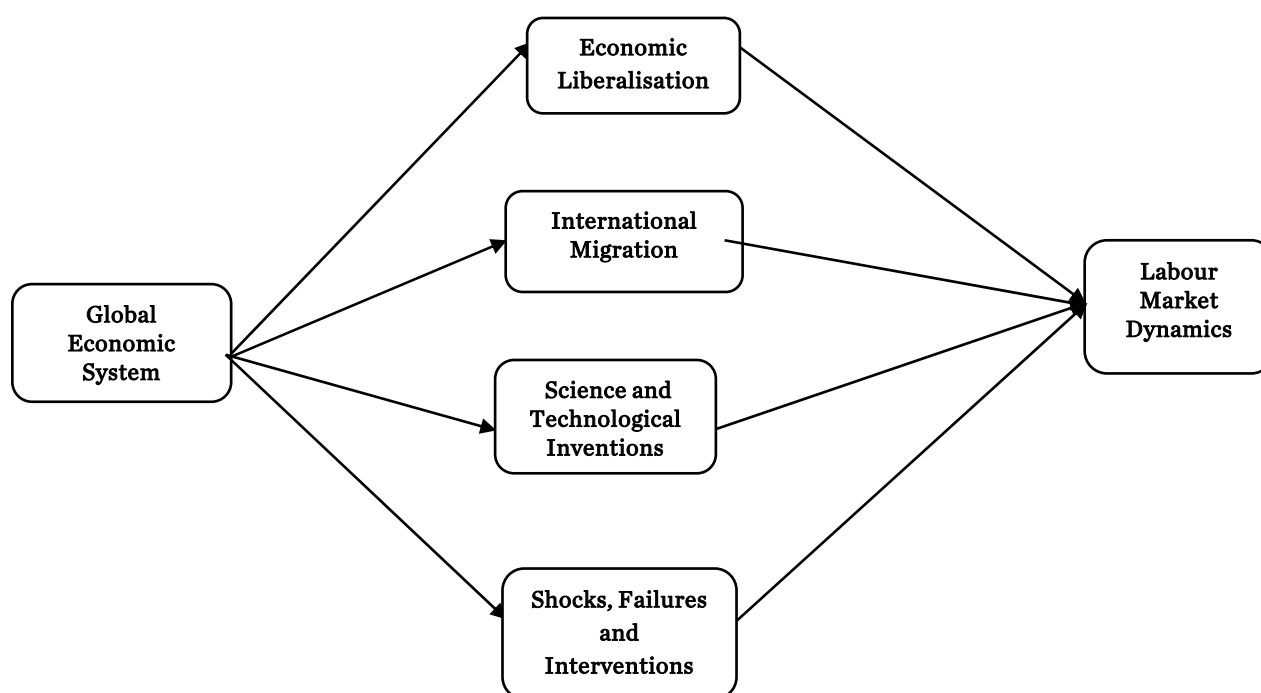 Economic
Liberalisation
International
Migration
Global
Economic
System
Science and
Technological
Inventions
Shocks, Failures
and
Interventions
Labour
Market
Dynamics